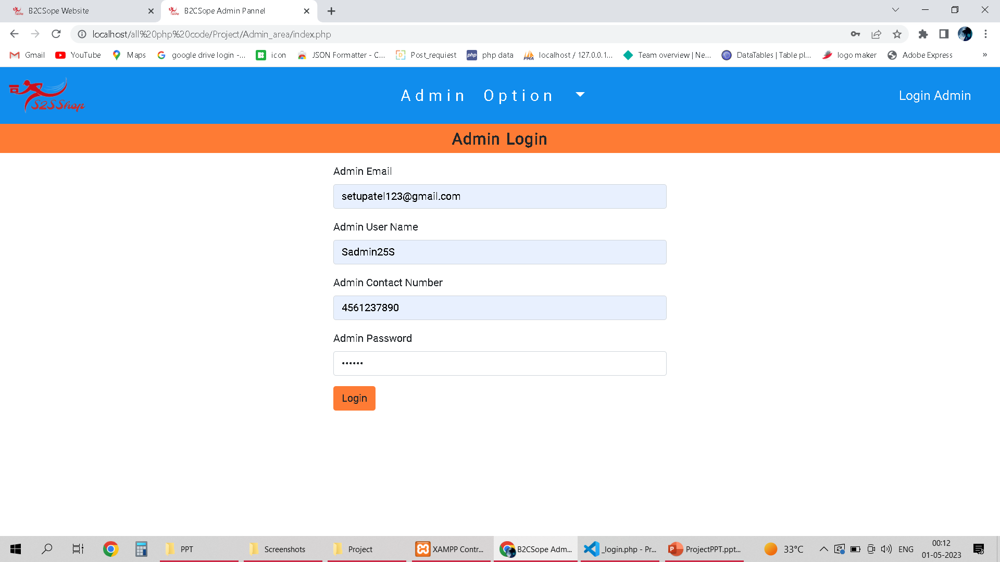 B2CSope Website
B2CSope Admin Pannel
localhost/all%20php%20code/Project/Admin_area/index.php
Gmail
YouTube
Maps
google drive login -...
icon
JSON Formatter - C...
Post_requiest
php data
localhost / 127.0.0.1...
Team overview | Ne...
DataTables | Table pl...
logo maker
Adobe Express
»
S2SShop
Admin Option
Login Admin
Admin Login
Admin Email
setupatel123@gmail.com
Admin User Name
Sadmin25S
Admin Contact Number
4561237890
Admin Password
••••••
Login
PPT
Screenshots
Project
XAMPP Contr...
B2CSope Adm...
_login.php - Pr...
ProjectPPT.ppt...
33°C
ENG
00:12
01-05-2023